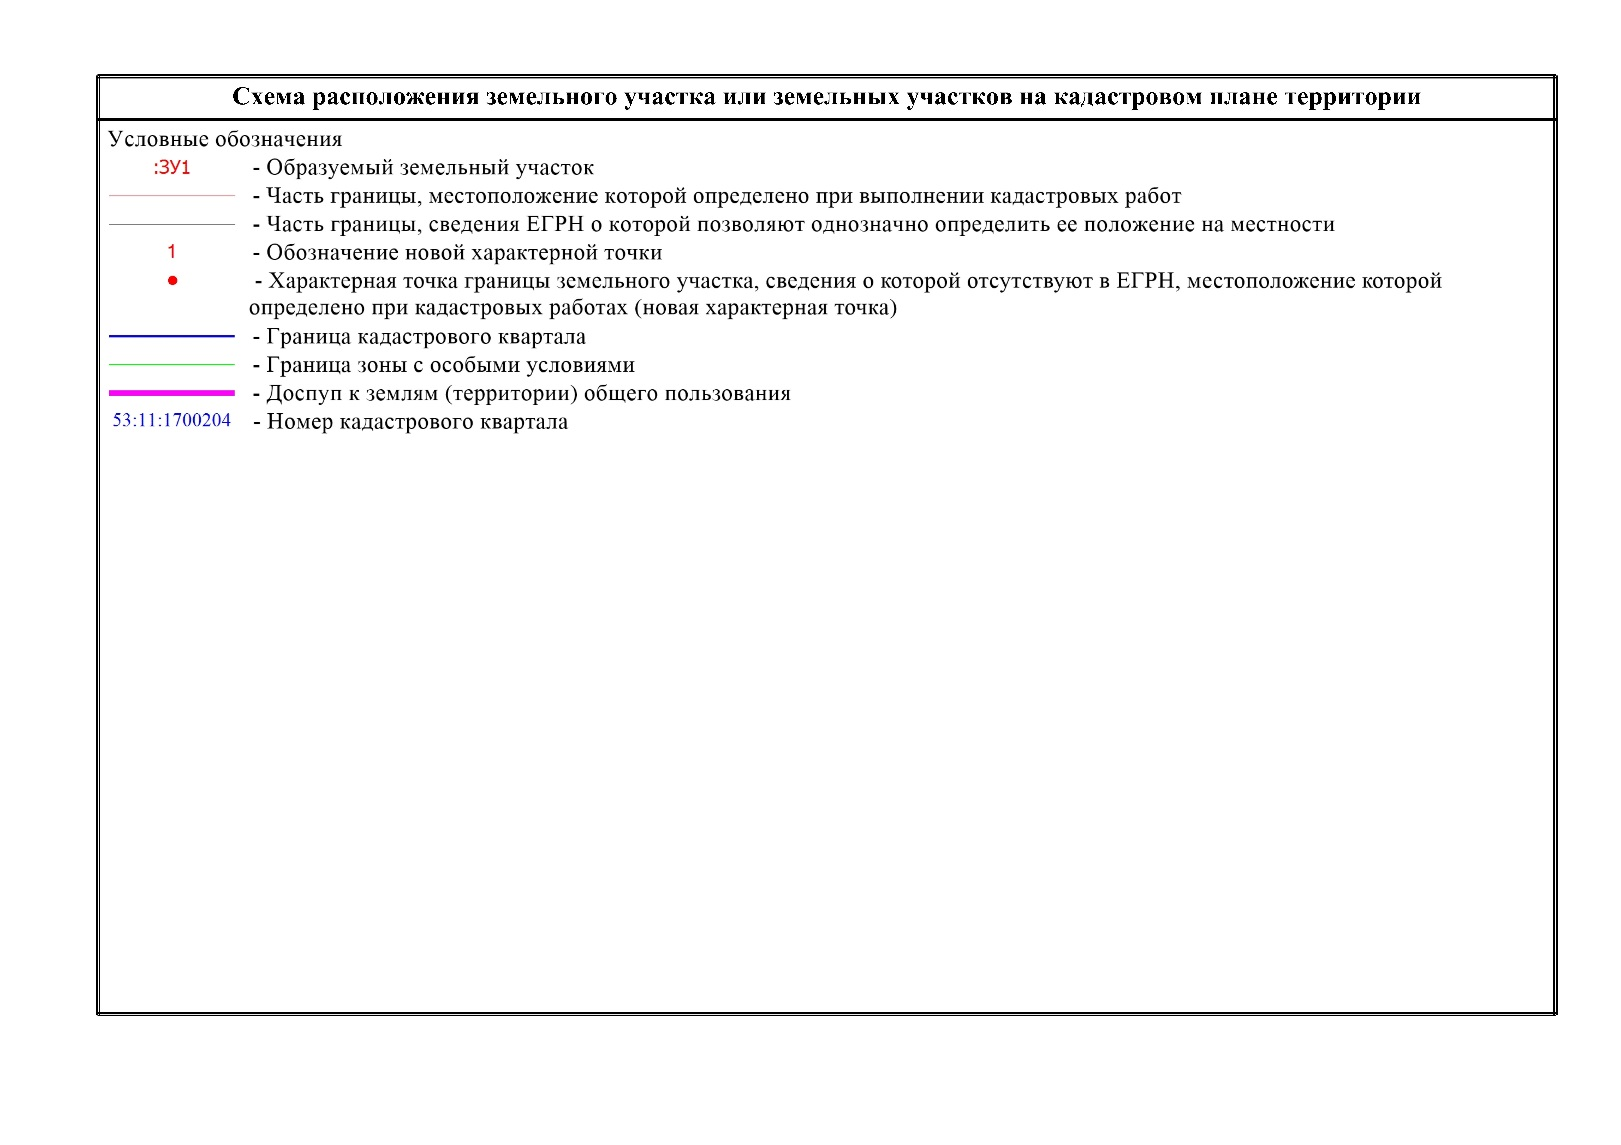 Схема расположения земельного участка или земельных участков на кадастровом плане территории
Условные обозначения
:ЗУ1 - Образуемый земельный участок
- Часть границы, местоположение которой определено при выполнении кадастровых работ
- Часть границы, сведения ЕГРН о которой позволяют однозначно определить ее положение на местности
1 - Обозначение новой характерной точки
- Характерная точка границы земельного участка, сведения о которой отсутствуют в ЕГРН, местоположение которой
определено при кадастровых работах (новая характерная точка)
- Граница кадастрового квартала
- Граница зоны с особыми условиями
- Доспуп к землям (территории) общего пользования
53:11:1700204 - Номер кадастрового квартала